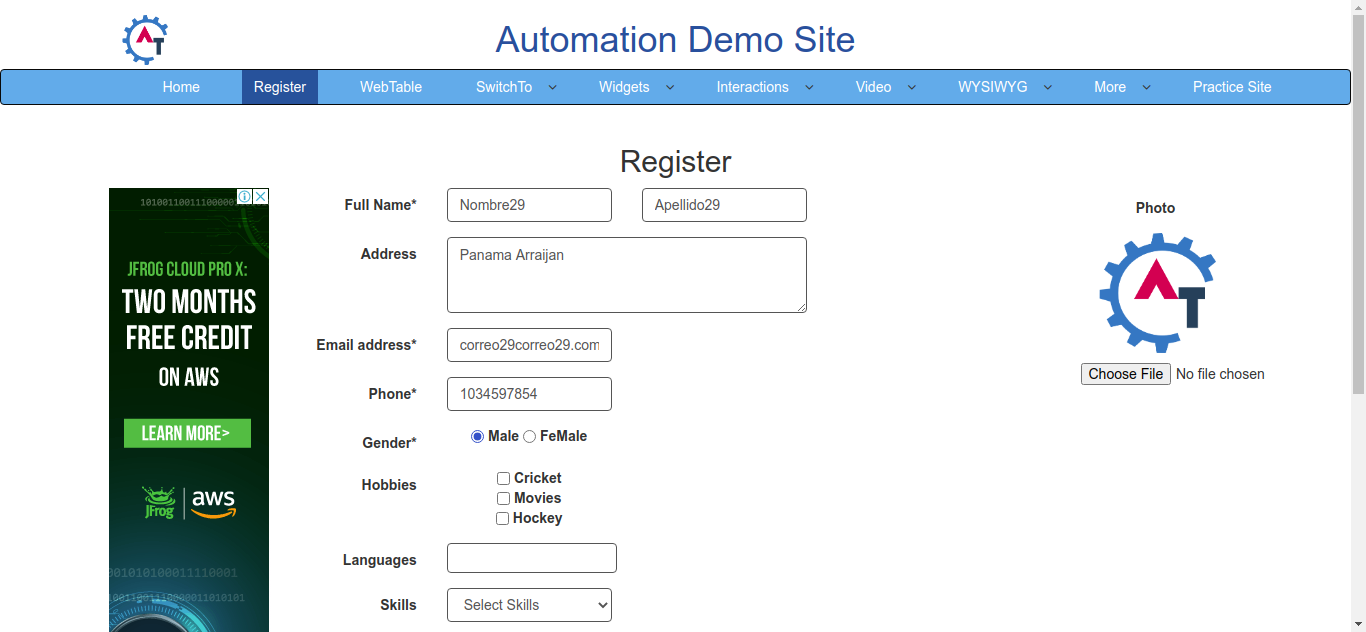 Automation Demo Site
Home Register WebTable SwitchTo Widgets Interactions Video WYSIWYG More Practice Site
Register
Full Name* Nombre29 Apellido29
Address Panama Arraijan
Email address* correo29correo29.com
Phone* 1034597854
Gender* Male FeMale
Hobbies Cricket
Movies
Hockey
Languages
Skills Select Skills
Photo
AT
Choose File No file chosen
JFROG CLOUD PRO X:
TWO MONTHS
FREE CREDIT
ON AWS
LEARN MORE>
JFrog aws